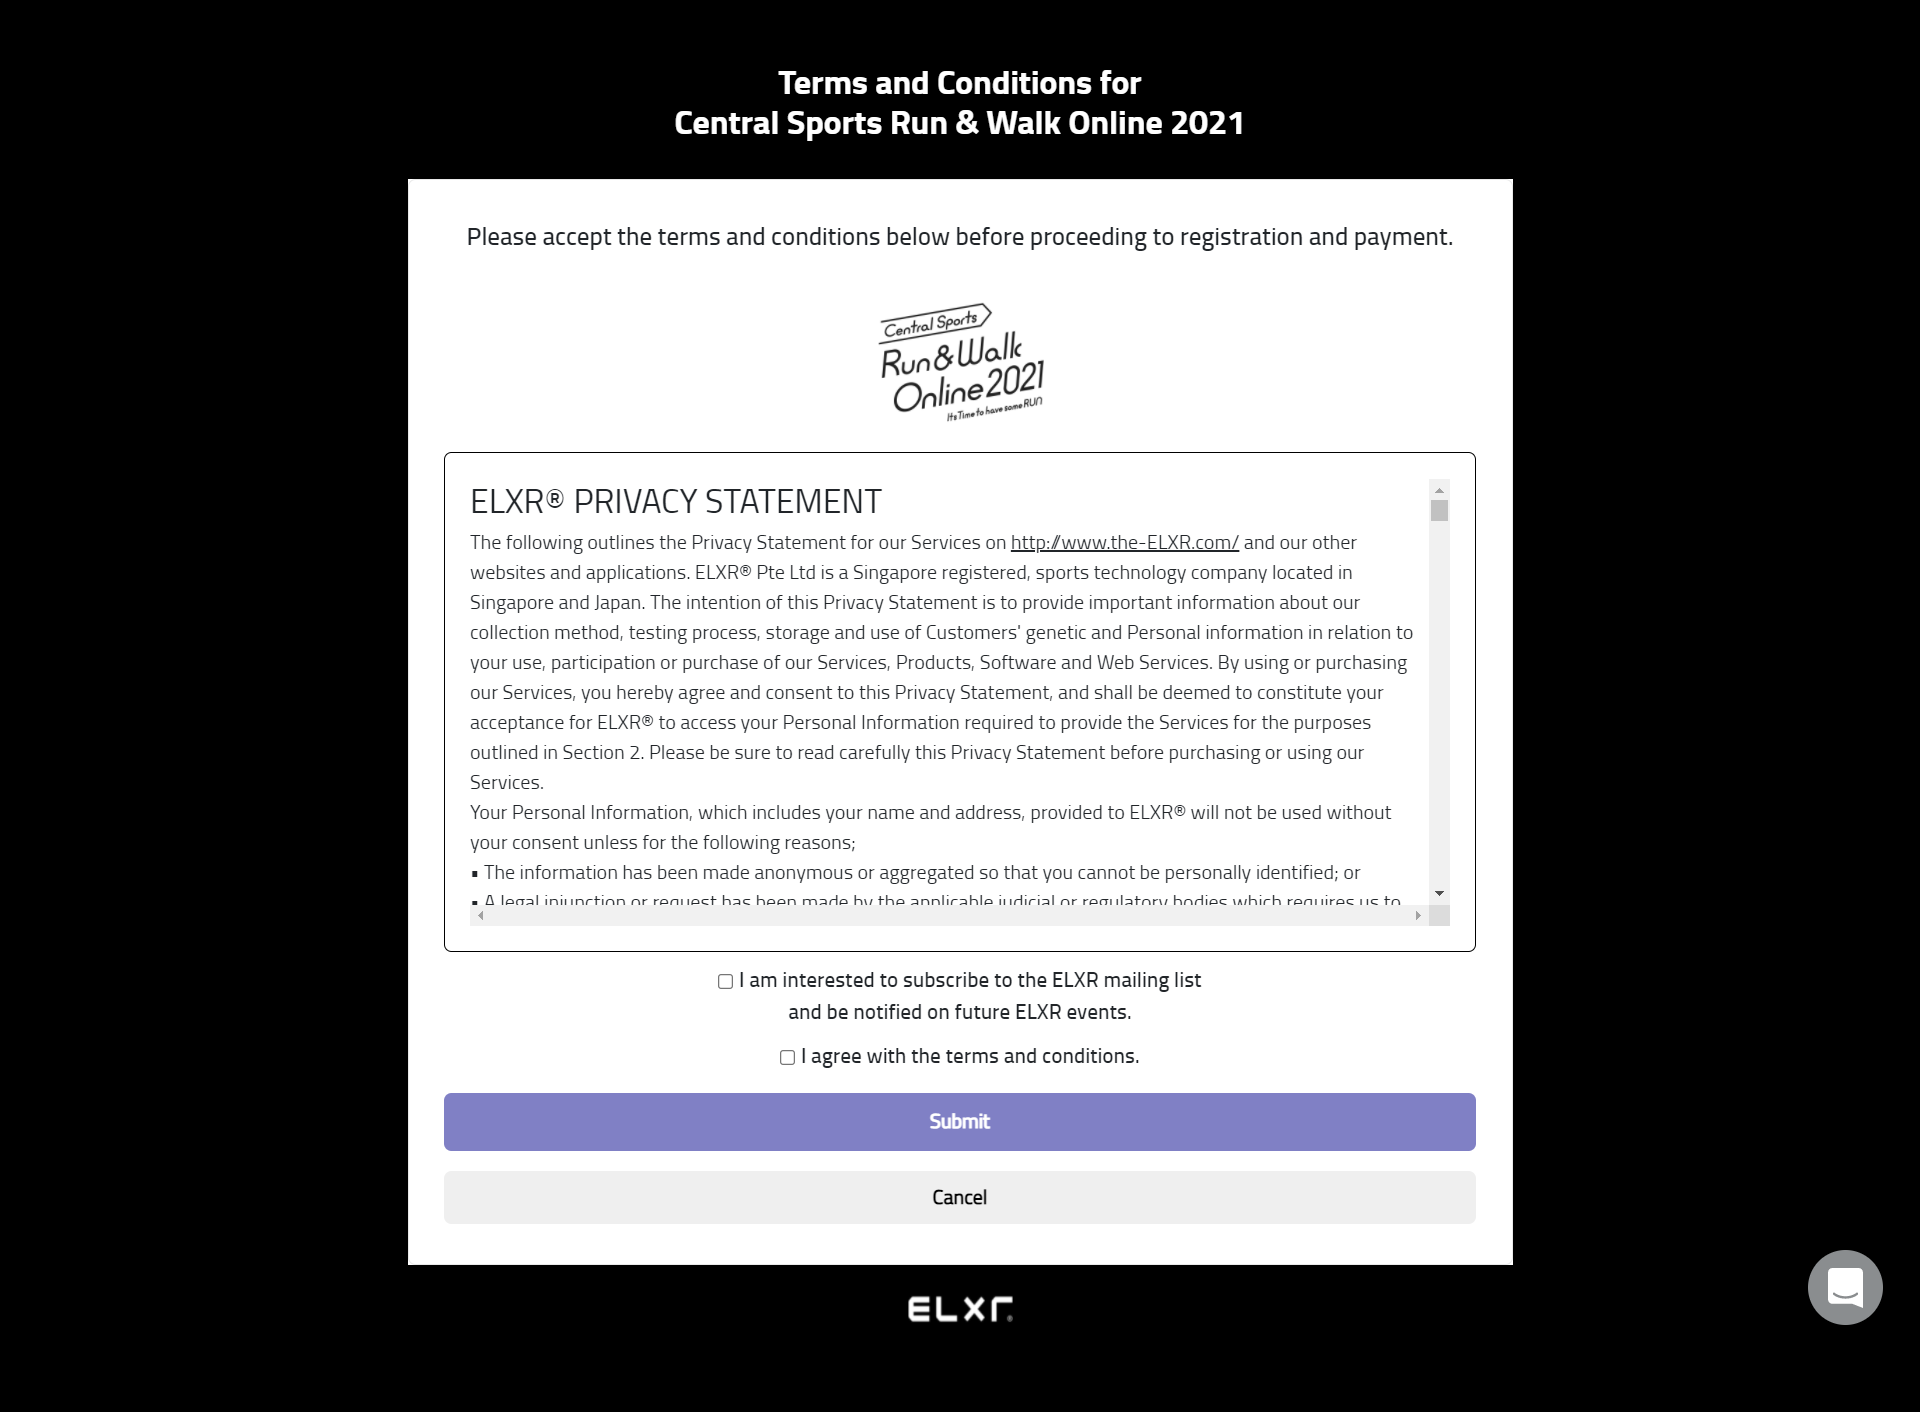 Terms and Conditions for
Central Sports Run & Walk Online 2021
Please accept the terms and conditions below before proceeding to registration and payment.
Central Sports
Run&Walk
Online2021
It's Time to have some RUN
ELXR® PRIVACY STATEMENT
The following outlines the Privacy Statement for our Services on http://www.the-ELXR.com/ and our other
websites and applications. ELXR® Pte Ltd is a Singapore registered, sports technology company located in
Singapore and Japan. The intention of this Privacy Statement is to provide important information about our
collection method, testing process, storage and use of Customers' genetic and Personal information in relation to
your use, participation or purchase of our Services, Products, Software and Web Services. By using or purchasing
our Services, you hereby agree and consent to this Privacy Statement, and shall be deemed to constitute your
acceptance for ELXR® to access your Personal Information required to provide the Services for the purposes
outlined in Section 2. Please be sure to read carefully this Privacy Statement before purchasing or using our
Services.
Your Personal Information, which includes your name and address, provided to ELXR® will not be used without
your consent unless for the following reasons;
▪ The information has been made anonymous or aggregated so that you cannot be personally identified; or
▪ A legal injunction or request has been made by the applicable judicial or regulatory bodies which requires us to
I am interested to subscribe to the ELXR mailing list
and be notified on future ELXR events.
I agree with the terms and conditions.
Submit
Cancel
ELXR®